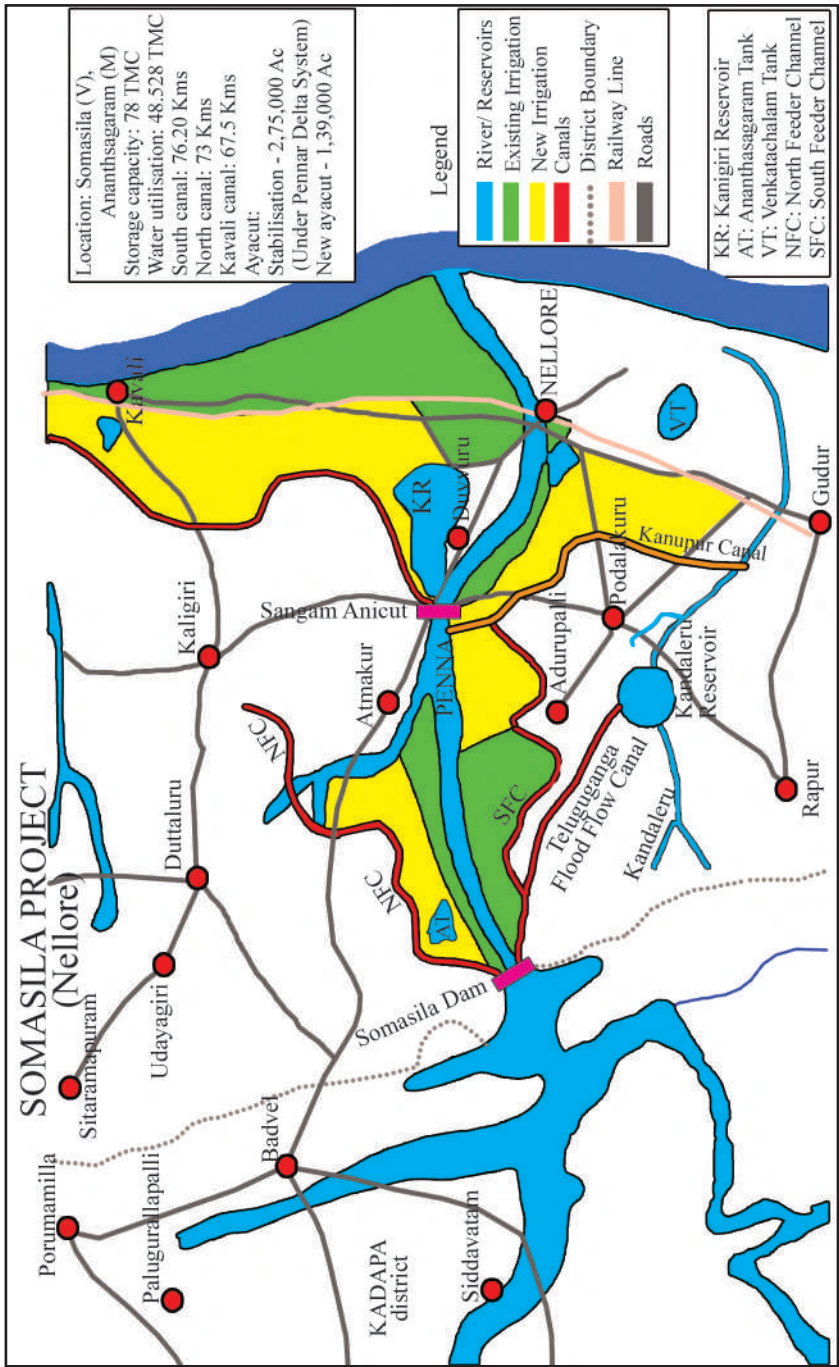 SOMASILA PROJECT
(Nellore)
Location: Somasila (V),
Ananthsagaram (M)
Storage capacity: 78 TMC
Water utilisation: 48.528 TMC
South canal: 76.20 Kms
North canal: 73 Kms
Kavali canal: 67.5 Kms
Ayacut:
Stabilisation - 2,75,000 Ac
(Under Pennar Delta System)
New ayacut - 1,39,000 Ac
Legend
River/ Reservoirs
Existing Irrigation
New Irrigation
Canals
District Boundary
Railway Line
Roads
KR: Kanigiri Reservoir
AT: Ananthasagaram Tank
VT: Venkatachalam Tank
NFC: North Feeder Channel
SFC: South Feeder Channel
Porumamilla
Palugurallapalli
Sitaramapuram
Udayagiri
Duttaluru
Kaligiri
Kavali
Badvel
KADAPA
district
Siddavatam
Somasila Dam
NFC
NFC
AT
Atmakur
Sangam Anicut
KR
Duvvuru
PENNA
NELLORE
SFC
Adurupalli
Podalakuru
Kanupur Canal
VT
Teluguganga
Flood Flow Canal
Kandaleru
Kandaleru
Reservoir
Rapur
Gudur